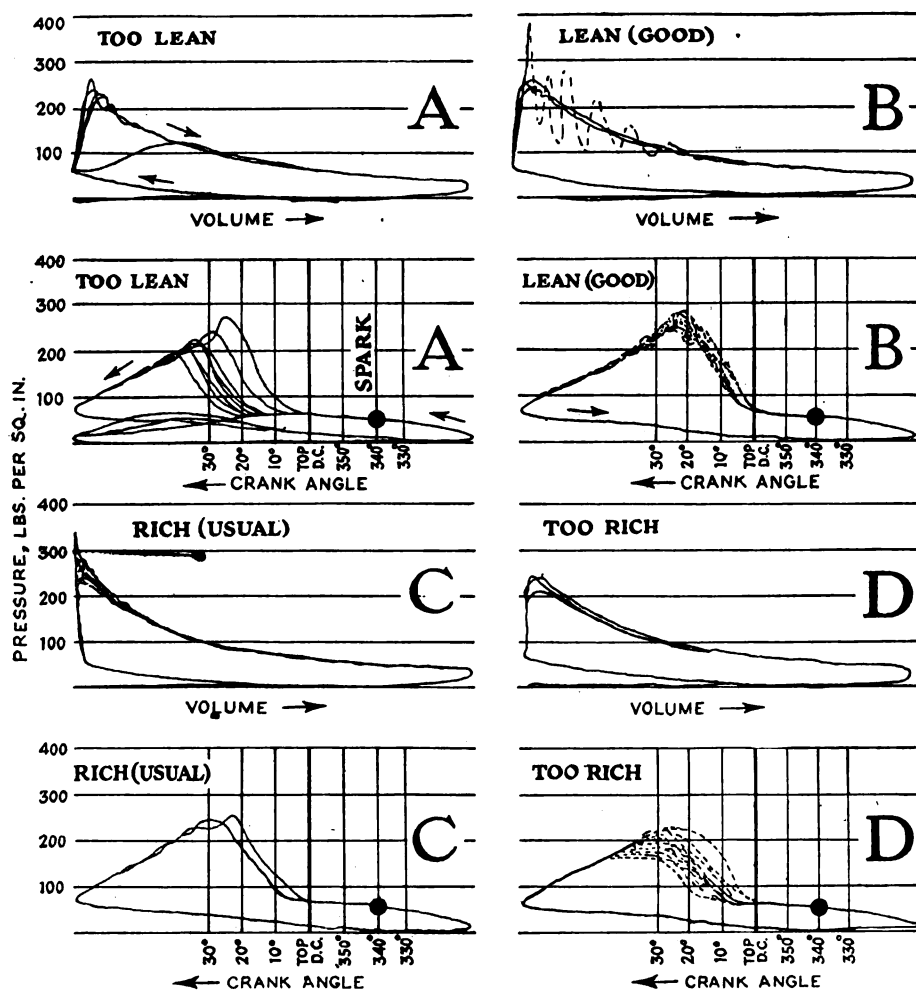 PRESSURE, LBS. PER SQ. IN.
400
TOO LEAN
300
A
200
100
VOLUME
LEAN (GOOD)
B
VOLUME
400
TOO LEAN
300
A
SPARK
200
100
30° 20° 10° TOP D.C. 350° 340° 330°
CRANK ANGLE
LEAN (GOOD)
B
30° 20° 10° TOP D.C. 350° 340° 330°
CRANK ANGLE
400
RICH (USUAL)
300
C
200
100
VOLUME
TOO RICH
D
VOLUME
400
RICH (USUAL)
300
C
200
100
30° 20° 10° TOP D.C. 350° 340° 330°
CRANK ANGLE
TOO RICH
D
30° 20° 10° TOP D.C. 350° 340° 330°
CRANK ANGLE